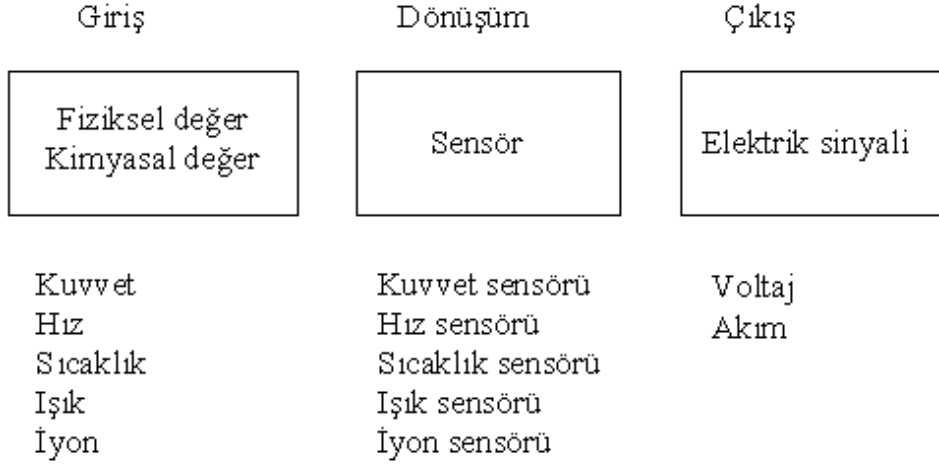 Giriş
Dönüşüm
Çıkış
Fiziksel değer
Kimyasal değer
Sensör
Elektrik sinyali
Kuvvet
Hız
Sıcaklık
Işık
İyon
Kuvvet sensörü
Hız sensörü
Sıcaklık sensörü
Işık sensörü
İyon sensörü
Voltaj
Akım